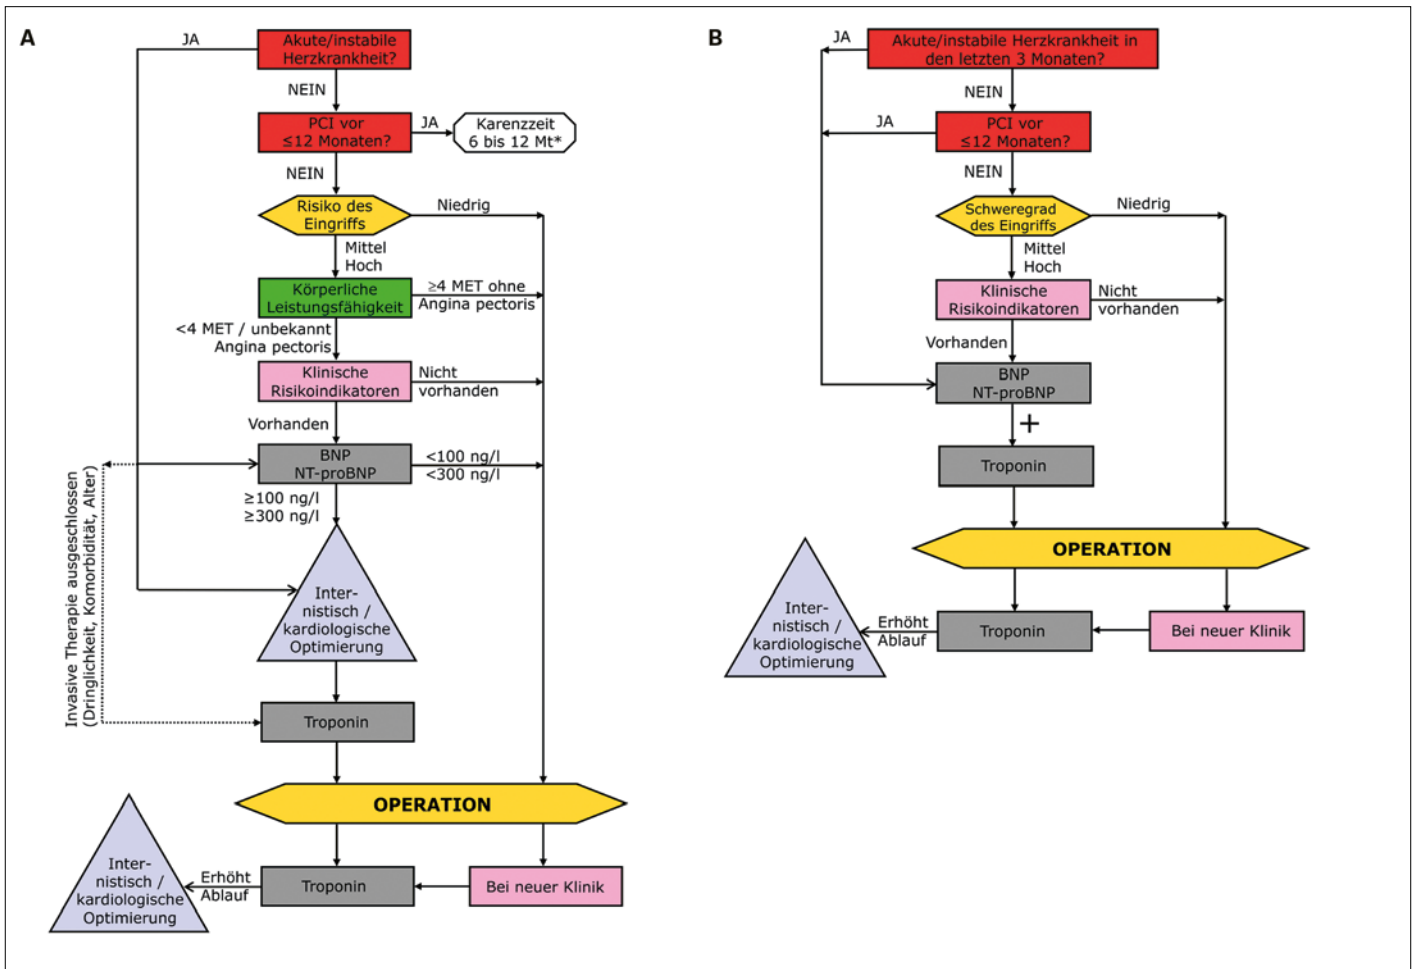 A
JA
Akute/instabile
Herzkrankheit?
NEIN
PCI vor
≤12 Monaten?
JA
Karenzzeit
6 bis 12 Mt*
NEIN
Risiko des
Eingriffs
Niedrig
Mittel
Hoch
Körperliche
Leistungsfähigkeit
≥4 MET ohne
Angina pectoris
<4 MET / unbekannt
Angina pectoris
Klinische
Risikoindikatoren
Nicht
vorhanden
Vorhanden
BNP
NT-proBNP
<100 ng/l
<300 ng/l
≥100 ng/l
≥300 ng/l
Invasive Therapie ausgeschlossen
(Dringlichkeit, Komorbidität, Alter)
Inter-
nistisch /
kardiologische
Optimierung
Troponin
OPERATION
Inter-
nistisch /
kardiologische
Optimierung
Erhöht
Ablauf
Troponin
Bei neuer Klinik
B
JA
Akute/instabile Herzkrankheit in
den letzten 3 Monaten?
NEIN
JA
PCI vor
≤12 Monaten?
NEIN
Schweregrad
des Eingriffs
Niedrig
Mittel
Hoch
Klinische
Risikoindikatoren
Nicht
vorhanden
Vorhanden
BNP
NT-proBNP
+
Troponin
OPERATION
Inter-
nistisch /
kardiologische
Optimierung
Erhöht
Ablauf
Troponin
Bei neuer Klinik